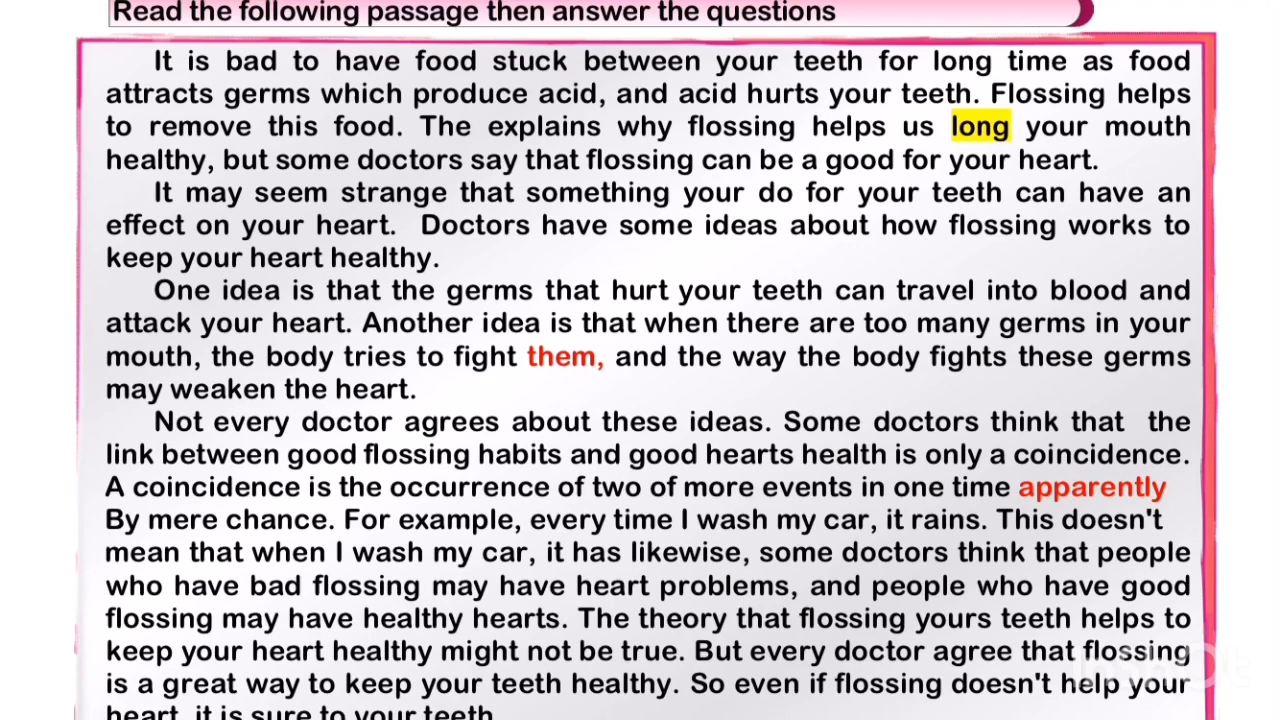 Read the following passage then answer the questions
It is bad to have food stuck between your teeth for long time as food
attracts germs which produce acid, and acid hurts your teeth. Flossing helps
to remove this food. The explains why flossing helps us long your mouth
healthy, but some doctors say that flossing can be a good for your heart.
It may seem strange that something your do for your teeth can have an
effect on your heart. Doctors have some ideas about how flossing works to
keep your heart healthy.
One idea is that the germs that hurt your teeth can travel into blood and
attack your heart. Another idea is that when there are too many germs in your
mouth, the body tries to fight them, and the way the body fights these germs
may weaken the heart.
Not every doctor agrees about these ideas. Some doctors think that the
link between good flossing habits and good hearts health is only a coincidence.
A coincidence is the occurrence of two of more events in one time apparently
By mere chance. For example, every time I wash my car, it rains. This doesn't
mean that when I wash my car, it has likewise, some doctors think that people
who have bad flossing may have heart problems, and people who have good
flossing may have healthy hearts. The theory that flossing yours teeth helps to
keep your heart healthy might not be true. But every doctor agree that flossing
is a great way to keep your teeth healthy. So even if flossing doesn't help your
heart, it is sure to your teeth.